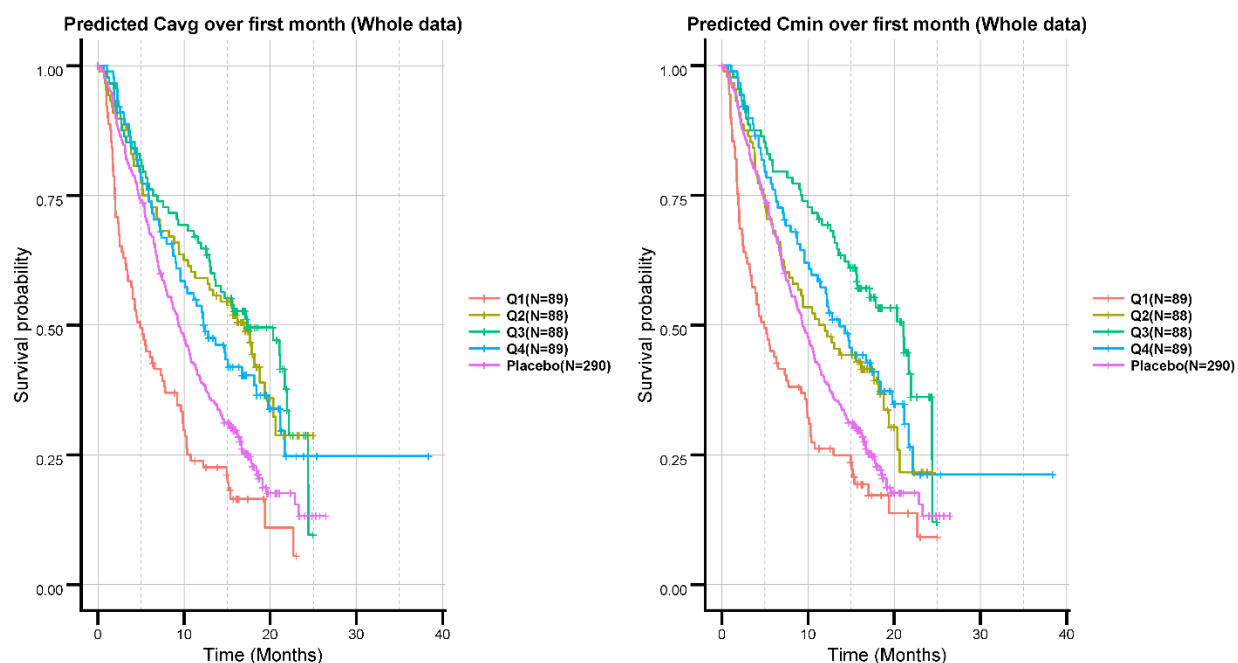 Predicted Cavg over first month (Whole data)
1.00
0.75
0.50
0.25
0.00
Survival probability
0
10
20
30
40
Time (Months)
Q1(N=89)
Q2(N=88)
Q3(N=88)
Q4(N=89)
Placebo(N=290)
Predicted Cmin over first month (Whole data)
1.00
0.75
0.50
0.25
0.00
Survival probability
0
10
20
30
40
Time (Months)
Q1(N=89)
Q2(N=88)
Q3(N=88)
Q4(N=89)
Placebo(N=290)